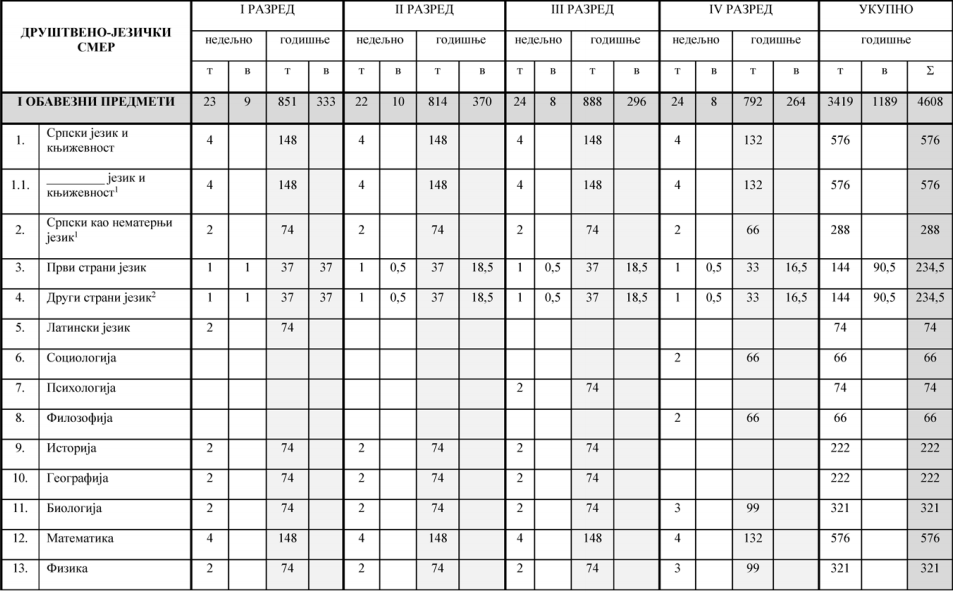 ДРУШТВЕНО-ЈЕЗИЧКИ СМЕР I РАЗРЕД II РАЗРЕД III РАЗРЕД IV РАЗРЕД УКУПНО
недељно годишње недељно годишње недељно годишње недељно годишње годишње
т в т в т в т в т в т в т в т в т в Σ
I ОБАВЕЗНИ ПРЕДМЕТИ 23 9 851 333 22 10 814 370 24 8 888 296 24 8 792 264 3419 1189 4608
1. Српски језик и књижевност 4 148 4 148 4 148 4 132 576 576
1.1. _________ језик и књижевност¹ 4 148 4 148 4 148 4 132 576 576
2. Српски као нематерњи језик¹ 2 74 2 74 2 74 2 66 288 288
3. Први страни језик 1 1 37 37 1 0,5 37 18,5 1 0,5 37 18,5 1 0,5 33 16,5 144 90,5 234,5
4. Други страни језик² 1 1 37 37 1 0,5 37 18,5 1 0,5 37 18,5 1 0,5 33 16,5 144 90,5 234,5
5. Латински језик 2 74 74 74
6. Социологија 2 66 66 66
7. Психологија 2 74 74 74
8. Филозофија 2 66 66 66
9. Историја 2 74 2 74 2 74 222 222
10. Географија 2 74 2 74 2 74 222 222
11. Биологија 2 74 2 74 2 74 3 99 321 321
12. Математика 4 148 4 148 4 148 4 132 576 576
13. Физика 2 74 2 74 2 74 3 99 321 321